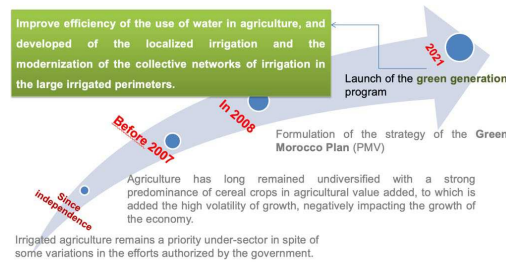 Improve efficiency of the use of water in agriculture, and
developed of the localized irrigation and the
modernization of the collective networks of irrigation in
the large irrigated perimeters.
2021
Launch of the green generation
program
In 2008
Formulation of the strategy of the Green
Morocco Plan (PMV)
Before 2007
Agriculture has long remained undiversified with a strong
predominance of cereal crops in agricultural value added, to which is
added the high volatility of growth, negatively impacting the growth of
the economy.
Since
independence
Irrigated agriculture remains a priority under-sector in spite of
some variations in the efforts authorized by the government.